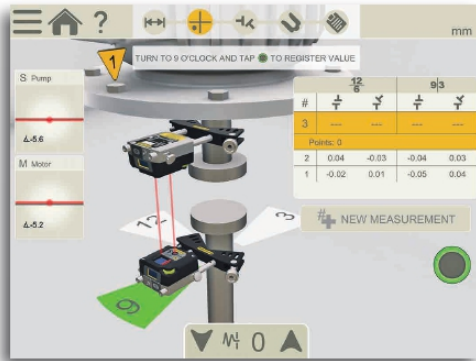 ?
mm
1
TURN TO 9 O'CLOCK AND TAP TO REGISTER VALUE
S Pump
∡-5.6
M Motor
∡-5.2
12
6
9 3
#
3 --- --- --- ---
Points: 0
2 0.04 -0.03 -0.04 0.03
1 -0.02 0.01 -0.05 0.04
12
3
9
NEW MEASUREMENT
0